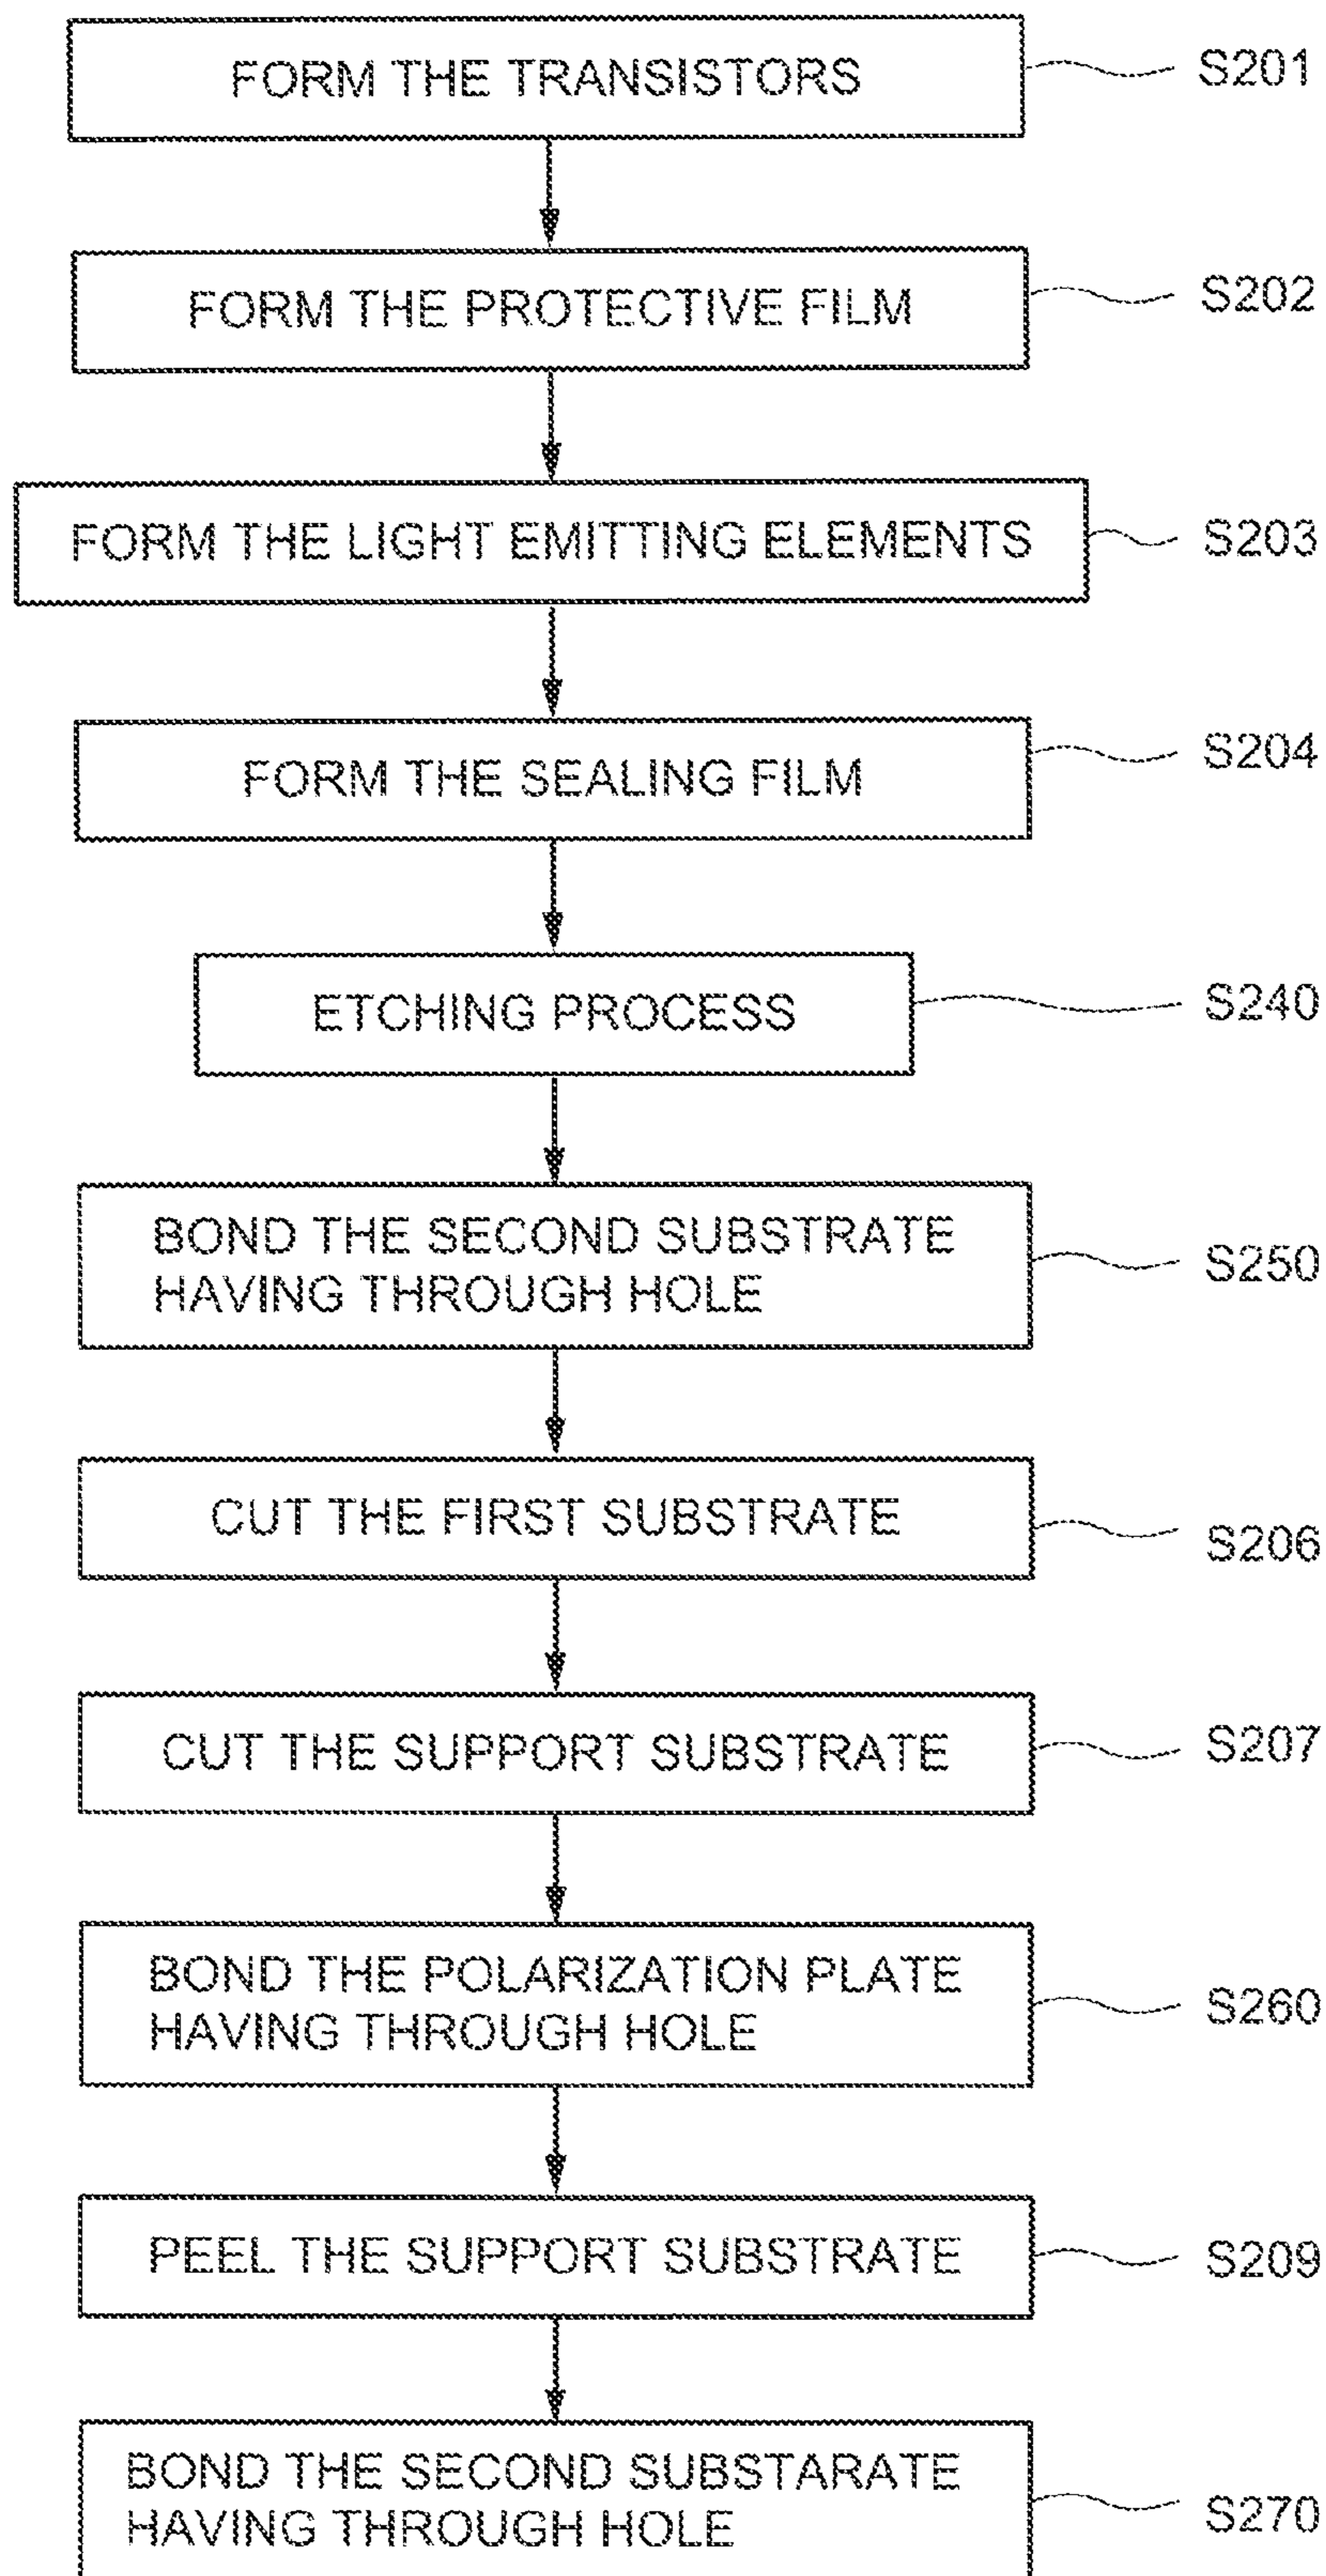 FORM THE TRANSISTORS
S201
FORM THE PROTECTIVE FILM
S202
FORM THE LIGHT EMITTING ELEMENTS
S203
FORM THE SEALING FILM
S204
ETCHING PROCESS
S240
BOND THE SECOND SUBSTRATE
HAVING THROUGH HOLE
S250
CUT THE FIRST SUBSTRATE
S206
CUT THE SUPPORT SUBSTRATE
S207
BOND THE POLARIZATION PLATE
HAVING THROUGH HOLE
S260
PEEL THE SUPPORT SUBSTRATE
S209
BOND THE SECOND SUBSTARATE
HAVING THROUGH HOLE
S270